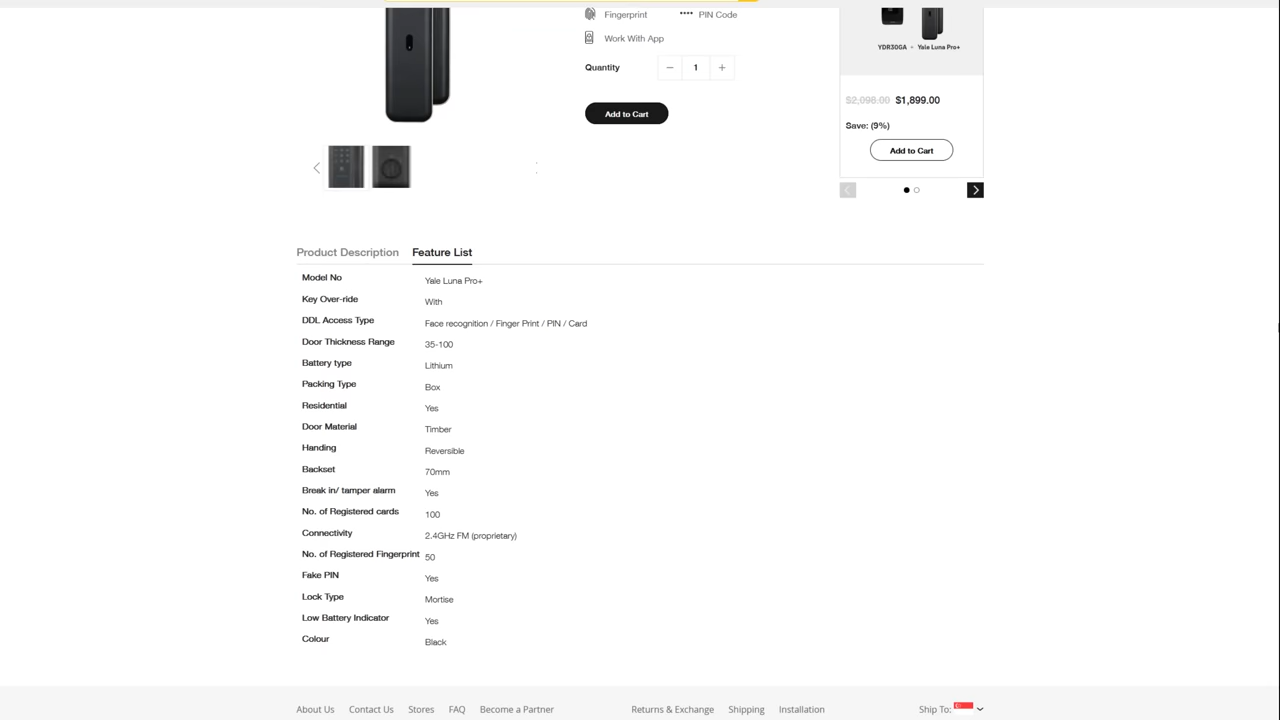 Fingerprint
PIN Code
Work With App
Quantity
− 1 +
Add to Cart
YDR30GA + Yale Luna Pro+
$2,098.00 $1,899.00
Save: (9%)
Add to Cart
Product Description Feature List
Model No Yale Luna Pro+
Key Over-ride With
DDL Access Type Face recognition / Finger Print / PIN / Card
Door Thickness Range 35-100
Battery type Lithium
Packing Type Box
Residential Yes
Door Material Timber
Handing Reversible
Backset 70mm
Break in/ tamper alarm Yes
No. of Registered cards 100
Connectivity 2.4GHz FM (proprietary)
No. of Registered Fingerprint 50
Fake PIN Yes
Lock Type Mortise
Low Battery Indicator Yes
Colour Black
About Us Contact Us Stores FAQ Become a Partner Returns & Exchange Shipping Installation Ship To: